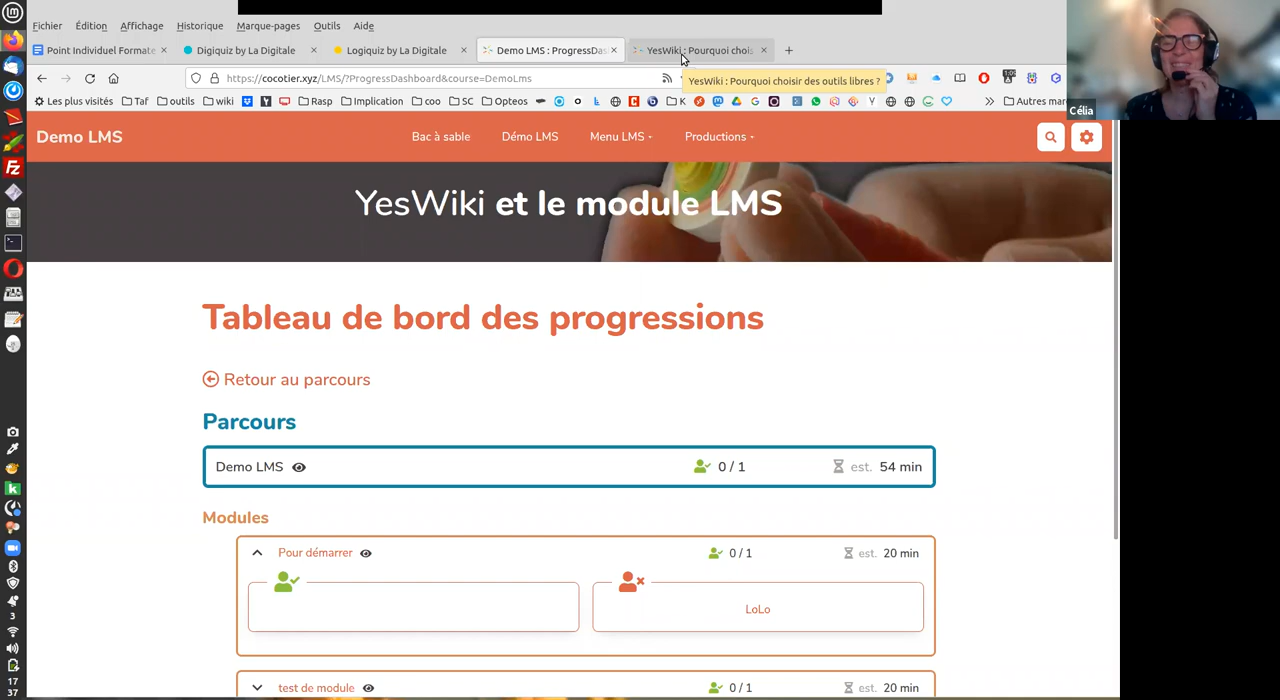 Fichier Édition Affichage Historique Marque-pages Outils Aide
Point Individuel Formate Digiquiz by La Digitale Logiquiz by La Digitale Demo LMS : ProgressDas YesWiki : Pourquoi chois
https://cocotier.xyz/LMS/?ProgressDashboard&course=DemoLms
YesWiki : Pourquoi choisir des outils libres ?
Les plus visités Taf outils wiki Rasp Implication coo SC Opteos K Autres mar
Célia
Demo LMS Bac à sable Démo LMS Menu LMS Productions
YesWiki et le module LMS
Tableau de bord des progressions
Retour au parcours
Parcours
Demo LMS 0 / 1 est. 54 min
Modules
Pour démarrer 0 / 1 est. 20 min
LoLo
test de module 0 / 1 est. 20 min
3
17
37